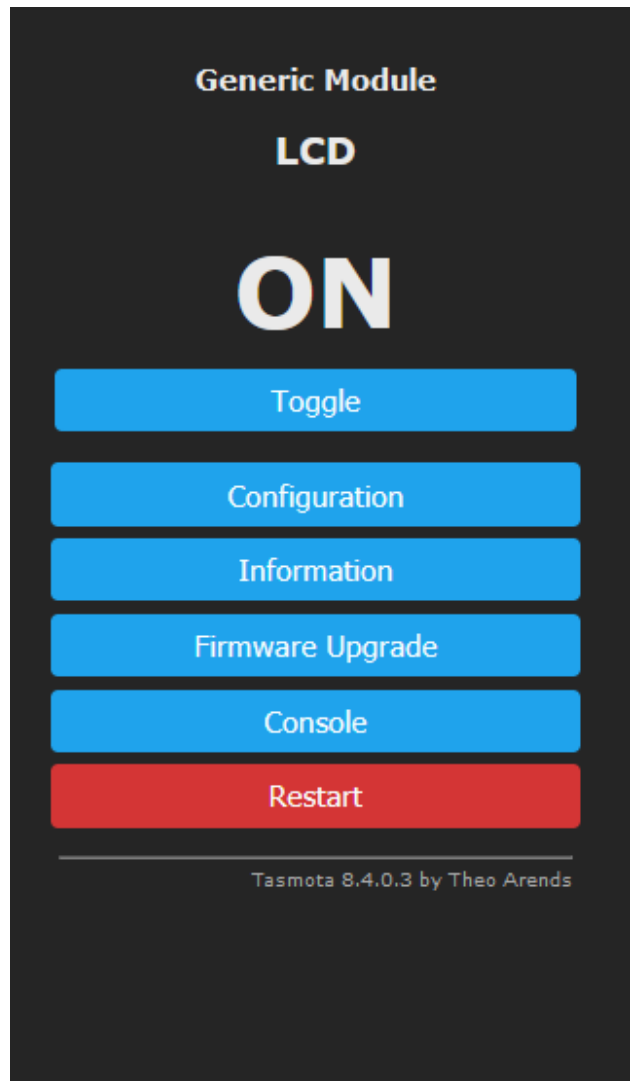 Generic Module
LCD
ON
Toggle
Configuration
Information
Firmware Upgrade
Console
Restart
Tasmota 8.4.0.3 by Theo Arends